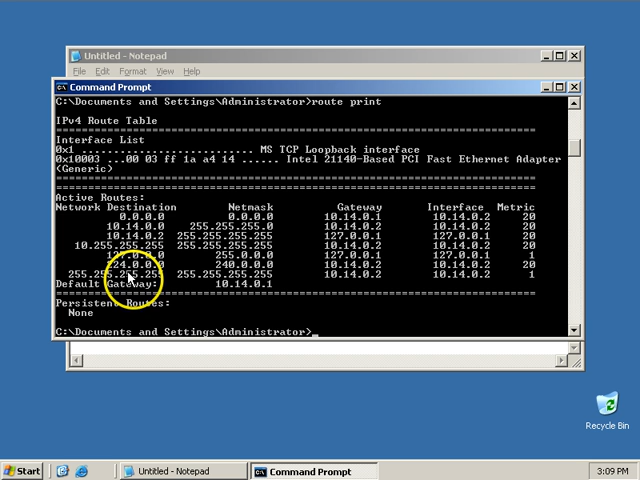 Untitled - Notepad
File Edit Format View Help
Command Prompt
C:\Documents and Settings\Administrator>route print
IPv4 Route Table
Interface List
0x1 ........................... MS TCP Loopback interface
0x10003 ...00 03 ff 1a a4 14 ...... Intel 21140-Based PCI Fast Ethernet Adapter
(Generic)
Active Routes:
Network Destination Netmask Gateway Interface Metric
0.0.0.0 0.0.0.0 10.14.0.1 10.14.0.2 20
10.14.0.0 255.255.255.0 10.14.0.2 10.14.0.2 20
10.14.0.2 255.255.255.255 127.0.0.1 127.0.0.1 20
10.255.255.255 255.255.255.255 10.14.0.2 10.14.0.2 20
127.0.0.0 255.0.0.0 127.0.0.1 127.0.0.1 1
224.0.0.0 240.0.0.0 10.14.0.2 10.14.0.2 20
255.255.255.255 255.255.255.255 10.14.0.2 10.14.0.2 1
Default Gateway: 10.14.0.1
Persistent Routes:
None
C:\Documents and Settings\Administrator>_
Recycle Bin
Start Untitled - Notepad Command Prompt 3:09 PM